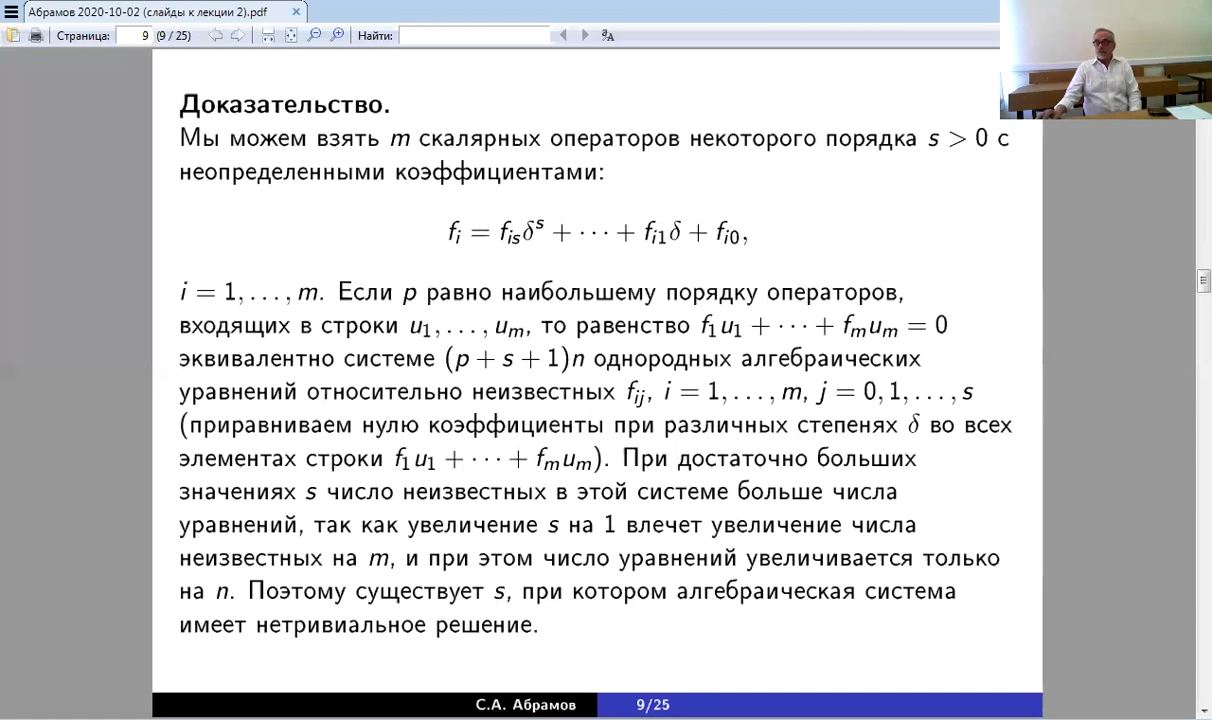 Абрамов 2020-10-02 (слайды к лекции 2).pdf
Страница: 9 (9 / 25) Найти:
Доказательство.
Мы можем взять m скалярных операторов некоторого порядка s > 0 с
неопределенными коэффициентами:
fᵢ = fᵢₛδˢ + ⋯ + fᵢ₁δ + fᵢ₀,
i = 1, . . . , m. Если p равно наибольшему порядку операторов,
входящих в строки u₁, . . . , uₘ, то равенство f₁u₁ + ⋯ + fₘuₘ = 0
эквивалентно системе (p + s + 1)n однородных алгебраических
уравнений относительно неизвестных fᵢⱼ, i = 1, . . . , m, j = 0, 1, . . . , s
(приравниваем нулю коэффициенты при различных степенях δ во всех
элементах строки f₁u₁ + ⋯ + fₘuₘ). При достаточно больших
значениях s число неизвестных в этой системе больше числа
уравнений, так как увеличение s на 1 влечет увеличение числа
неизвестных на m, и при этом число уравнений увеличивается только
на n. Поэтому существует s, при котором алгебраическая система
имеет нетривиальное решение.
С.А. Абрамов 9/25